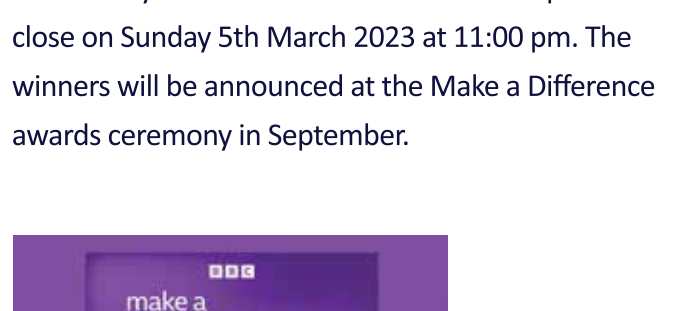 close on Sunday 5th March 2023 at 11:00 pm. The
winners will be announced at the Make a Difference
awards ceremony in September.
BBC
make a